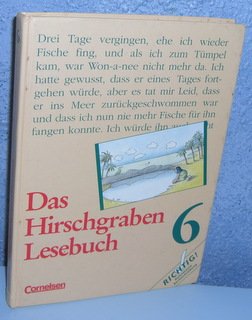 Drei Tage vergingen, ehe ich wieder
Fische fing, und als ich zum Tümpel
kam, war Won-a-nee nicht mehr da. Ich
hatte gewusst, dass er eines Tages fort-
gehen würde, aber es tat mir Leid, dass
er ins Meer zurückgeschwommen war
und dass ich nun nie mehr Fische für ihn
fangen konnte. Ich würde ihn
Das
Hirschgraben
Lesebuch
6
Cornelsen
RICHTIG!